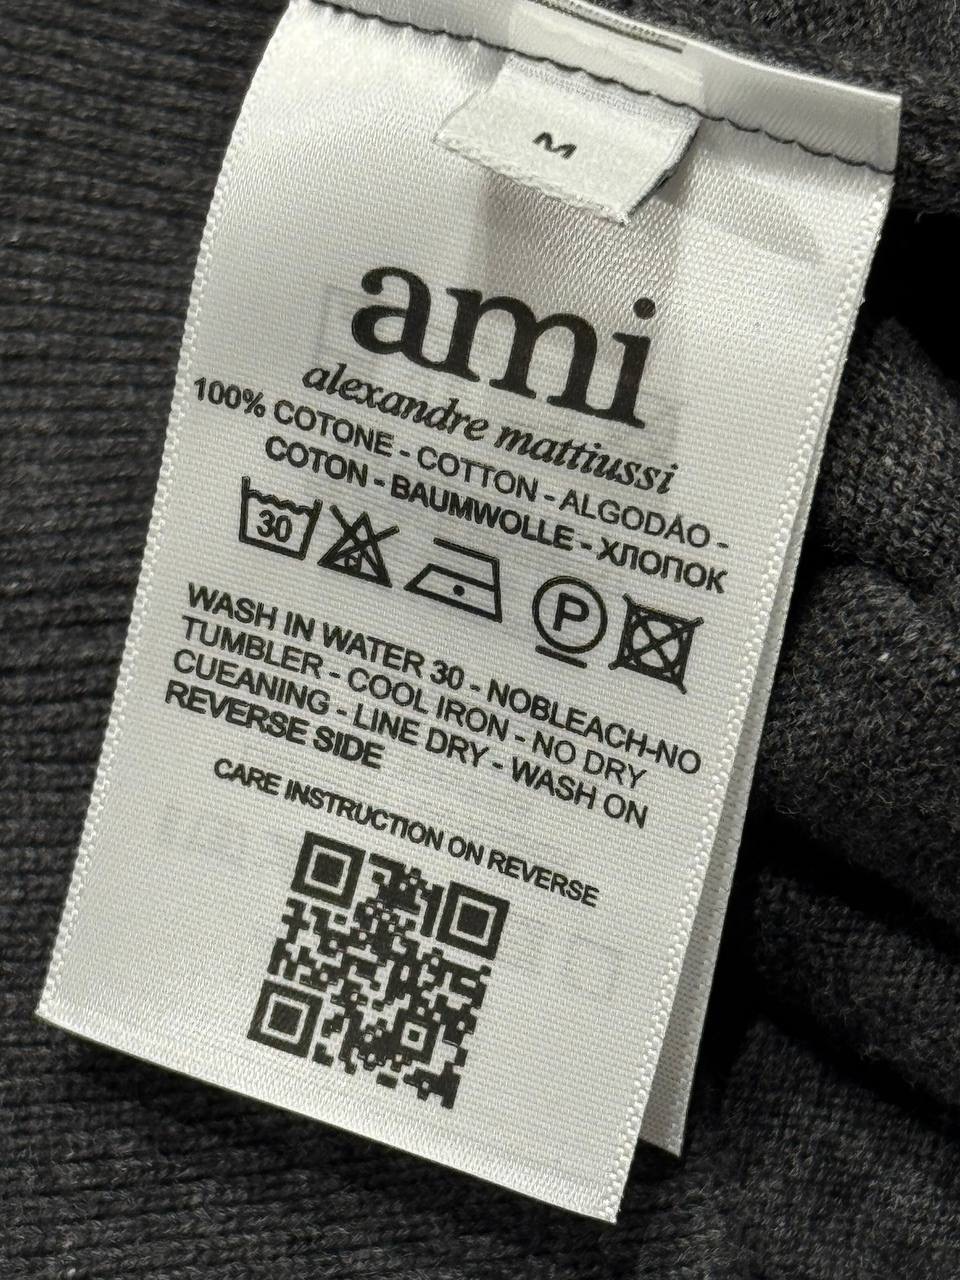 M
ami
alexandre mattiussi
100% COTONE - COTTON - ALGODÃO -
COTON - BAUMWOLLE - ХЛОПОК
30
P
WASH IN WATER 30 - NOBLEACH-NO
TUMBLER - COOL IRON - NO DRY
CUEANING - LINE DRY - WASH ON
REVERSE SIDE
CARE INSTRUCTION ON REVERSE